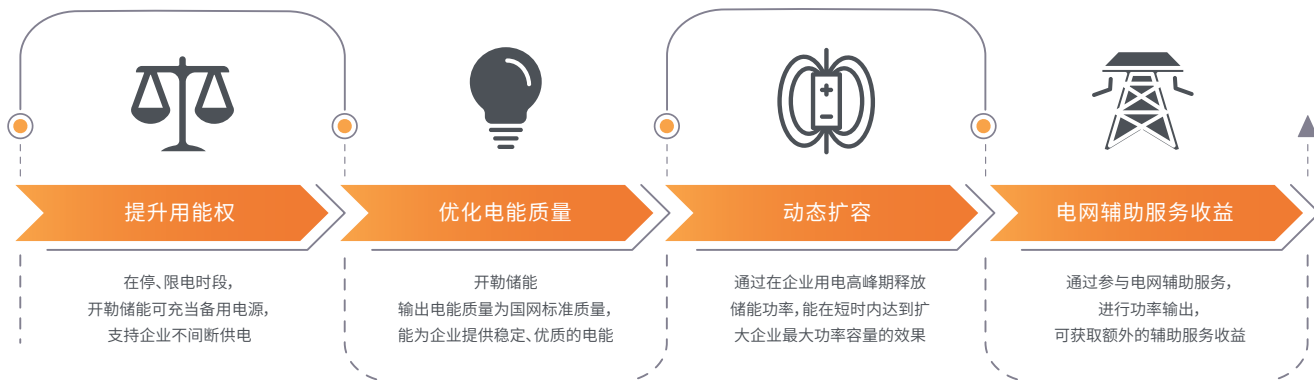 提升用能权
在停、限电时段，
开勒储能可充当备用电源，
支持企业不间断供电
优化电能质量
开勒储能
输出电能质量为国网标准质量，
能为企业提供稳定、优质的电能
动态扩容
通过在企业用电高峰期释放
储能功率，能在短时内达到扩
大企业最大功率容量的效果
电网辅助服务收益
通过参与电网辅助服务，
进行功率输出，
可获取额外的辅助服务收益